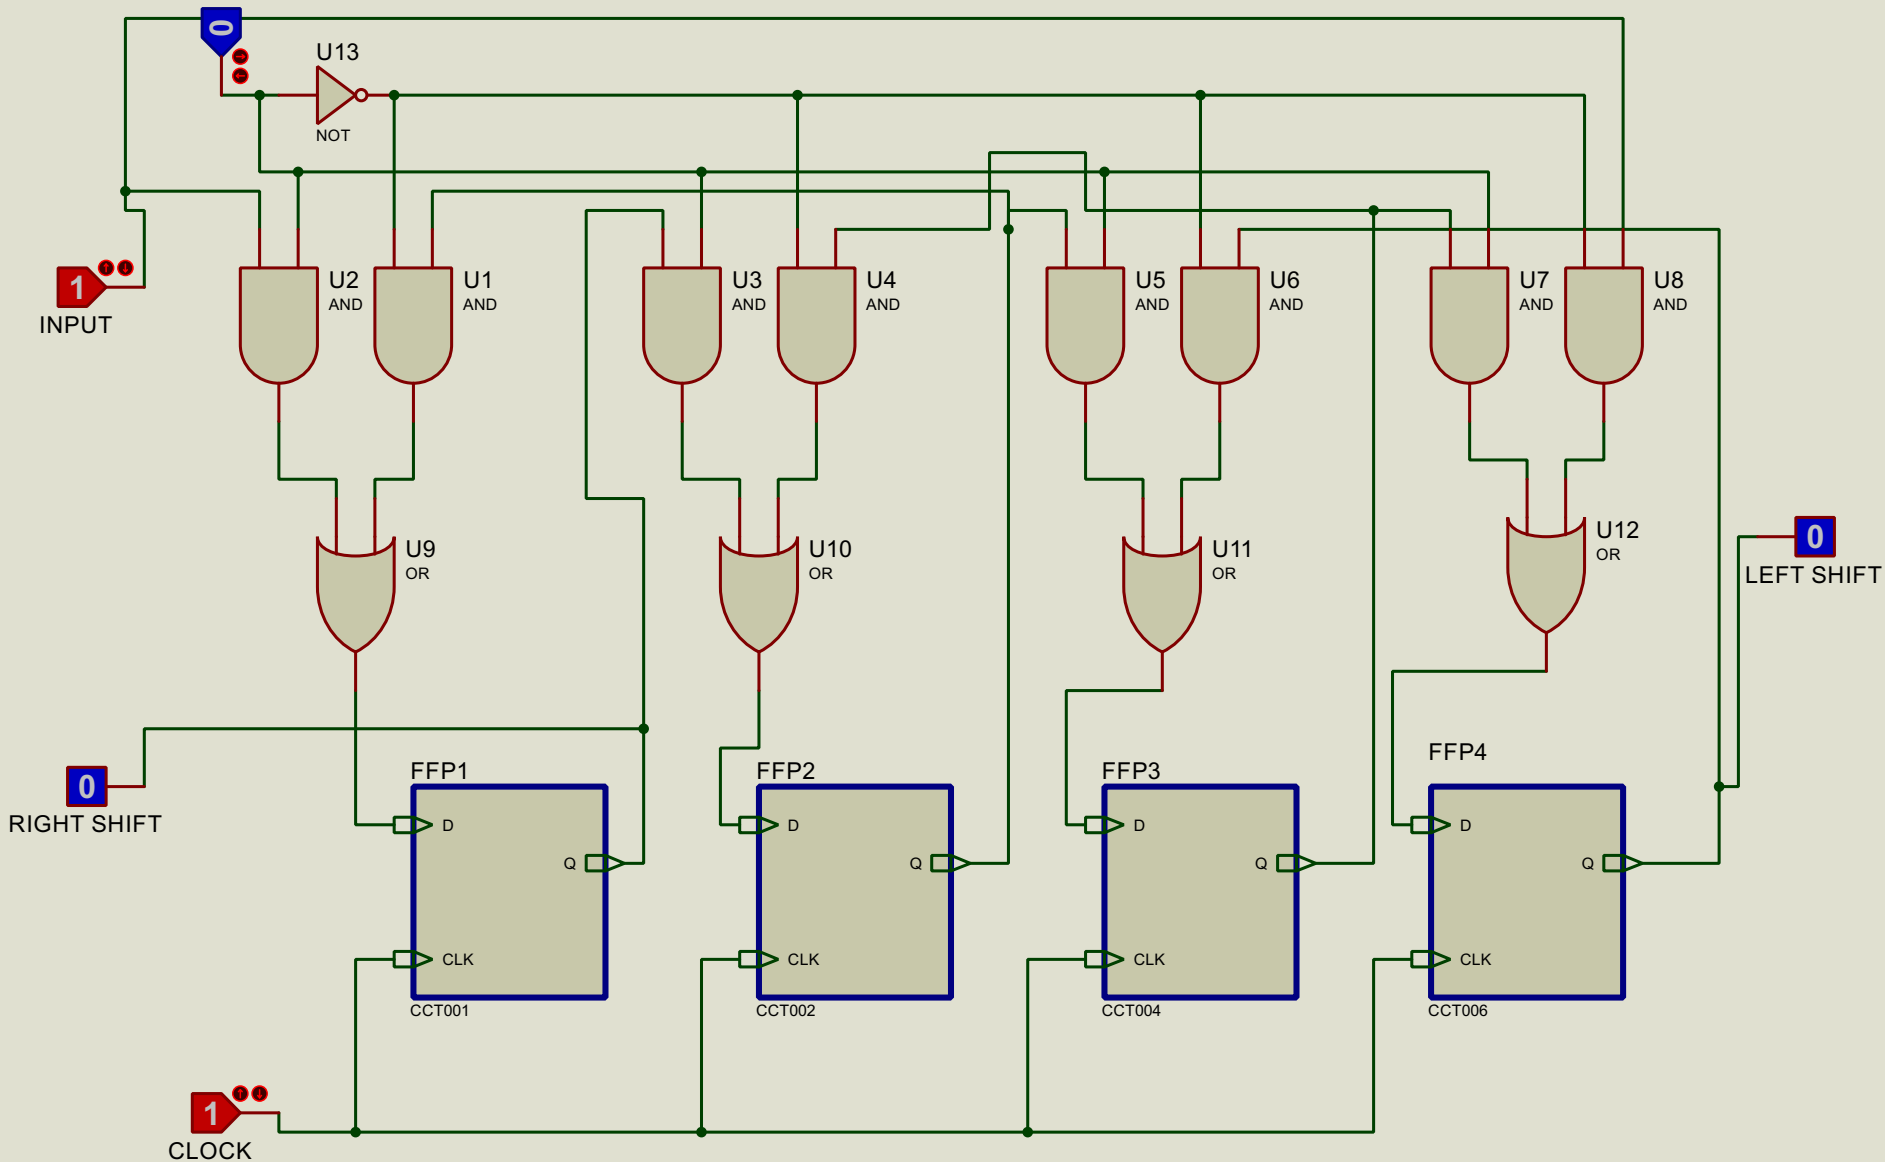 0
U13
NOT
1
INPUT
U2
AND
U1
AND
U3
AND
U4
AND
U5
AND
U6
AND
U7
AND
U8
AND
U9
OR
U10
OR
U11
OR
U12
OR
0
LEFT SHIFT
0
RIGHT SHIFT
FFP1
D
Q
CLK
CCT001
FFP2
D
Q
CLK
CCT002
FFP3
D
Q
CLK
CCT004
FFP4
D
Q
CLK
CCT006
1
CLOCK